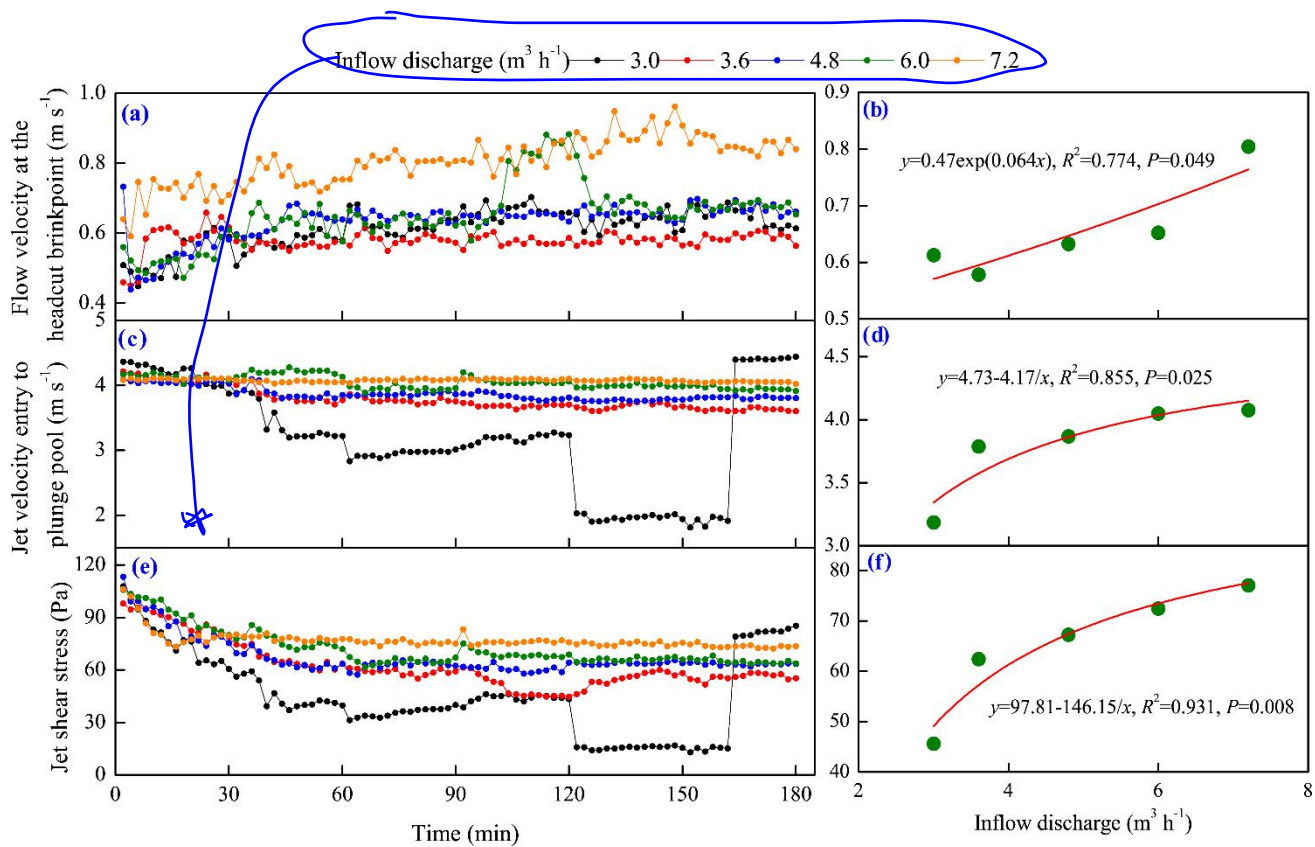 Inflow discharge (m³ h⁻¹) 3.0 3.6 4.8 6.0 7.2
Flow velocity at the
headcut brinkpoint (m s⁻¹)
(a)
1.0
0.8
0.6
0.4
(b)
y=0.47exp(0.064x), R²=0.774, P=0.049
0.9
0.8
0.7
0.6
0.5
Jet velocity entry to
plunge pool (m s⁻¹)
(c)
5
4
3
2
(d)
y=4.73-4.17/x, R²=0.855, P=0.025
4.5
4.0
3.5
3.0
Jet shear stress (Pa)
(e)
120
90
60
30
0
0 30 60 90 120 150 180
Time (min)
(f)
80
70
60
50
40
y=97.81-146.15/x, R²=0.931, P=0.008
2 4 6 8
Inflow discharge (m³ h⁻¹)